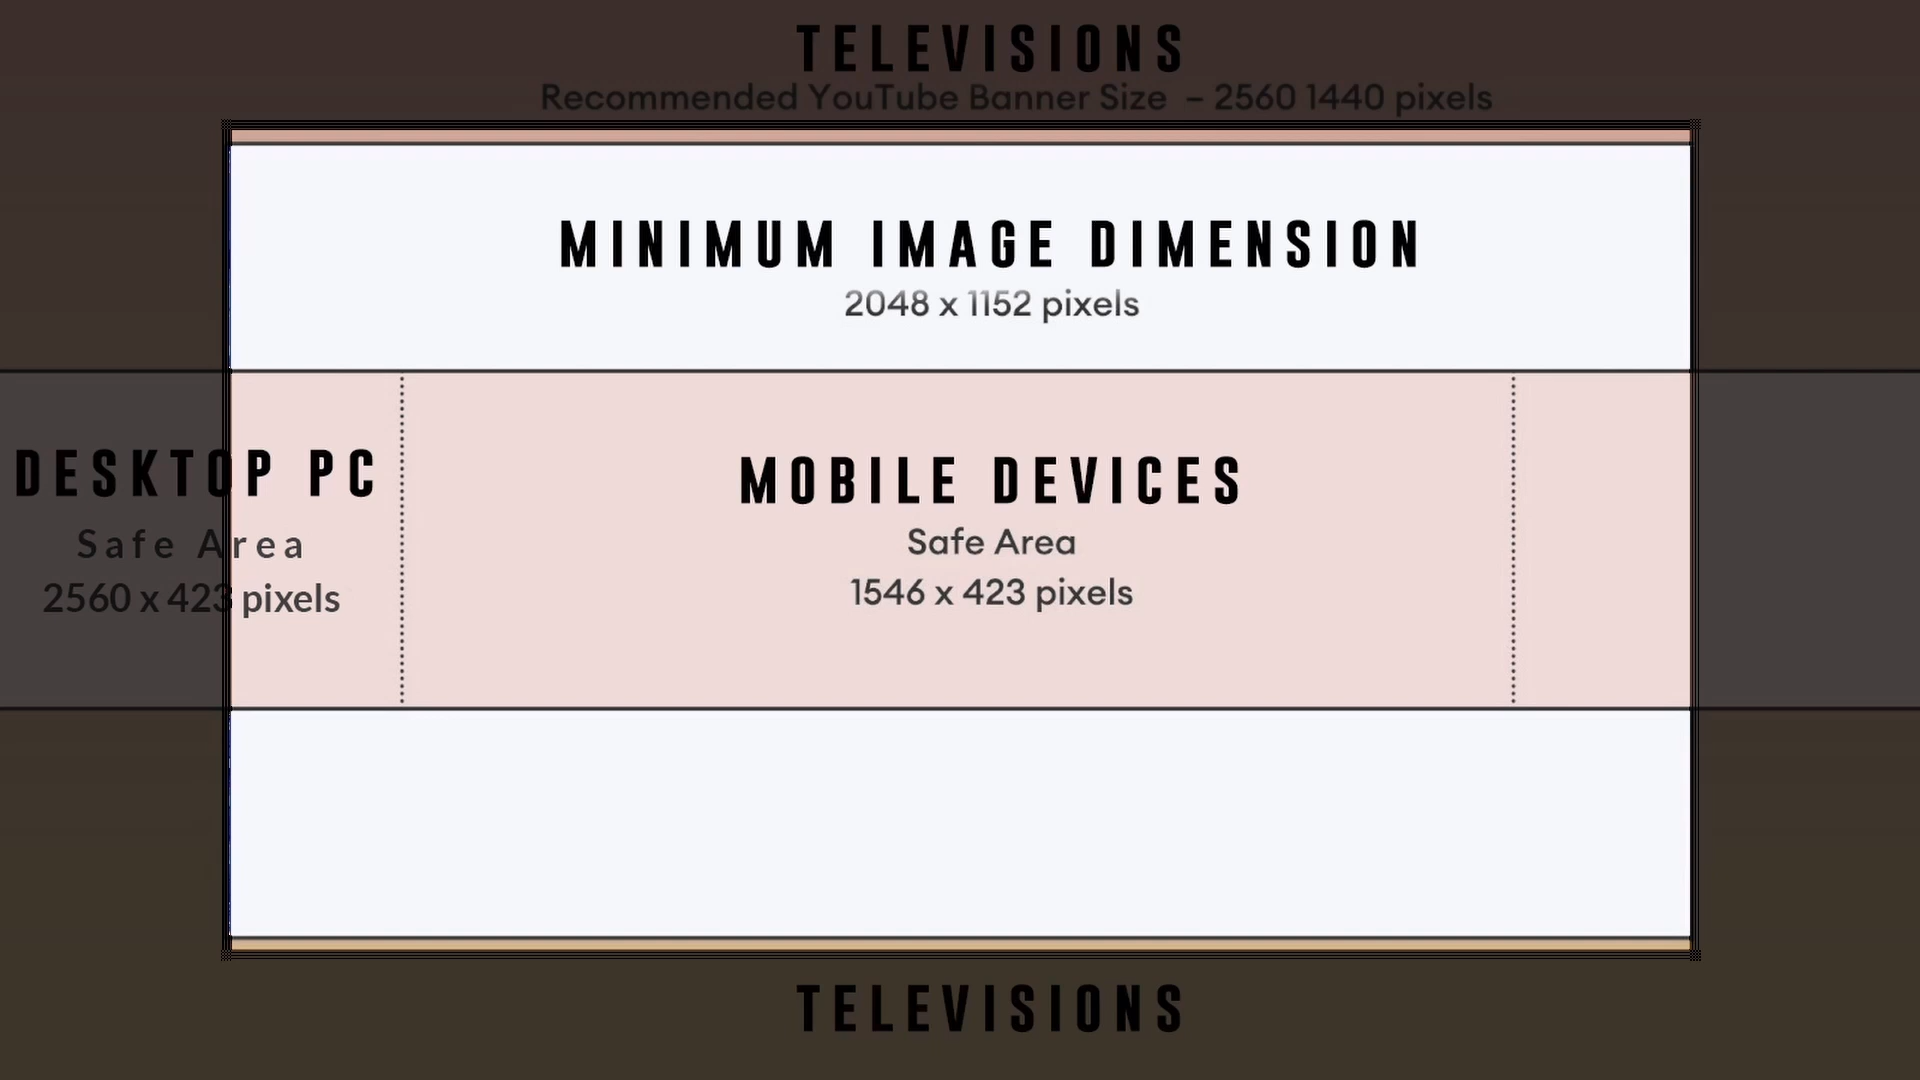 TELEVISIONS
Recommended YouTube Banner Size – 2560 1440 pixels
MINIMUM IMAGE DIMENSION
2048 x 1152 pixels
DESKTOP PC
Safe Area
2560 x 423 pixels
MOBILE DEVICES
Safe Area
1546 x 423 pixels
TELEVISIONS